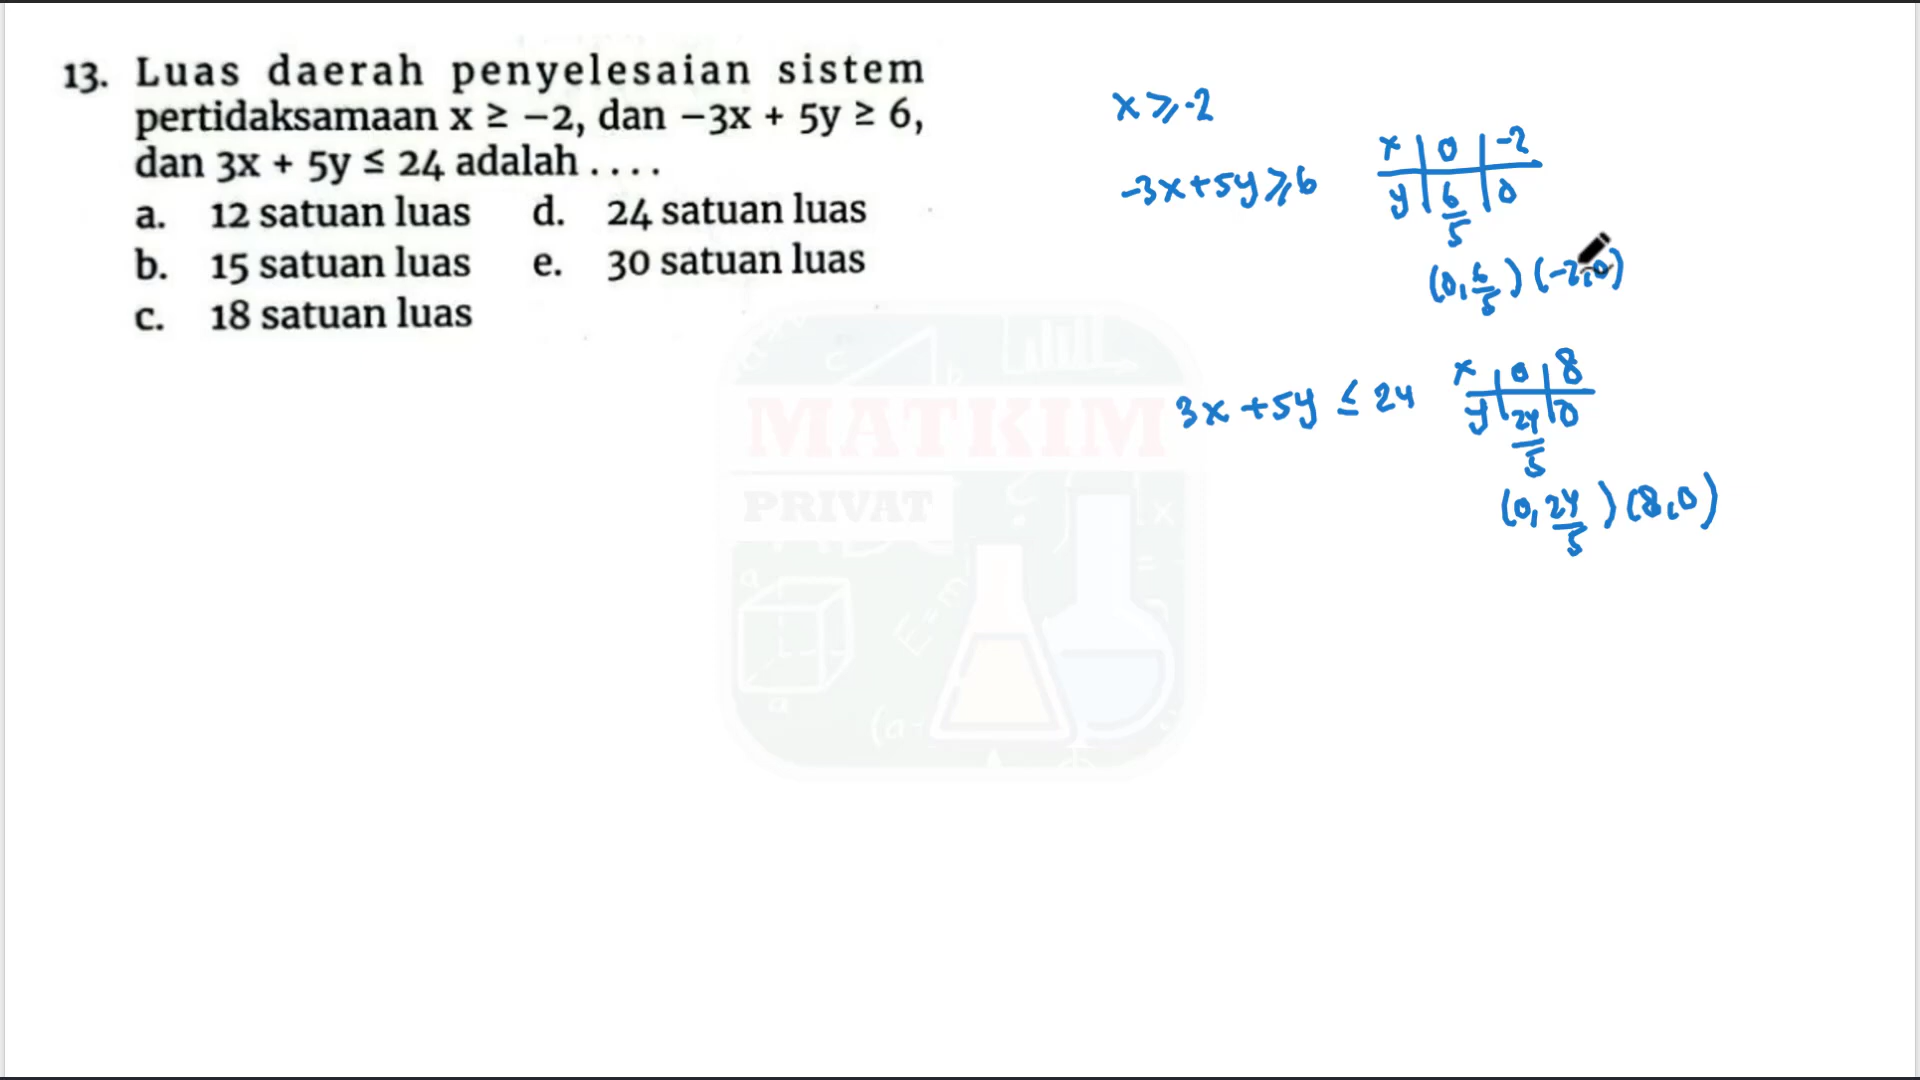 13. Luas daerah penyelesaian sistem
pertidaksamaan x ≥ −2, dan −3x + 5y ≥ 6,
dan 3x + 5y ≤ 24 adalah ....
a. 12 satuan luas d. 24 satuan luas
b. 15 satuan luas e. 30 satuan luas
c. 18 satuan luas
x ≥ -2
-3x+5y ≥ 6
x | 0 | -2
y | 6/5 | 0
(0, 6/5) (-2, 0)
3x + 5y ≤ 24
x | 0 | 8
y | 24/5 | 0
(0, 24/5) (8, 0)
MATKIM
PRIVAT
a
E=m
a
(a
x
b